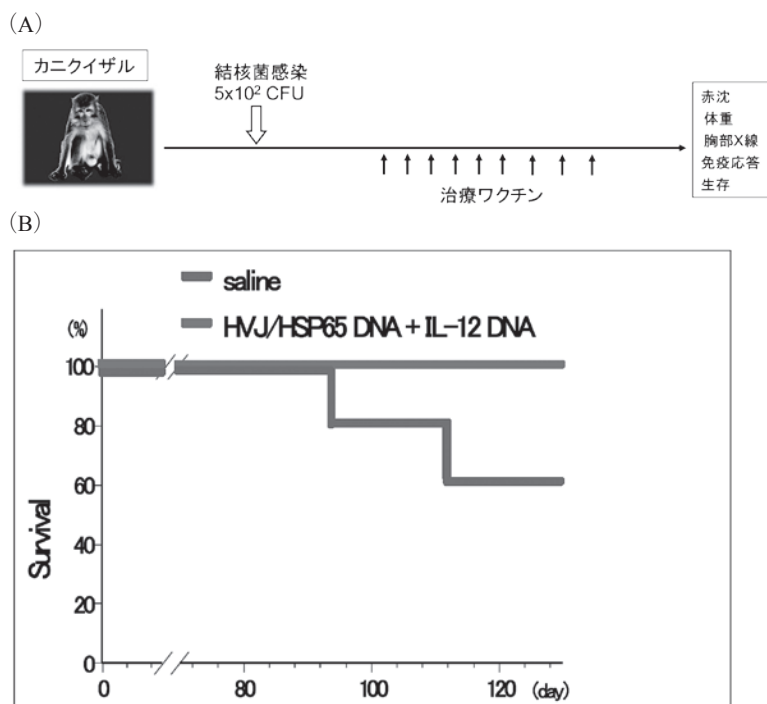 (A)
カニクイザル
結核菌感染
5x10² CFU
治療ワクチン
赤沈
体重
胸部X線
免疫応答
生存
(B)
saline
HVJ/HSP65 DNA + IL-12 DNA
(%)
100
80
60
40
20
0
Survival
0 80 100 120 (day)